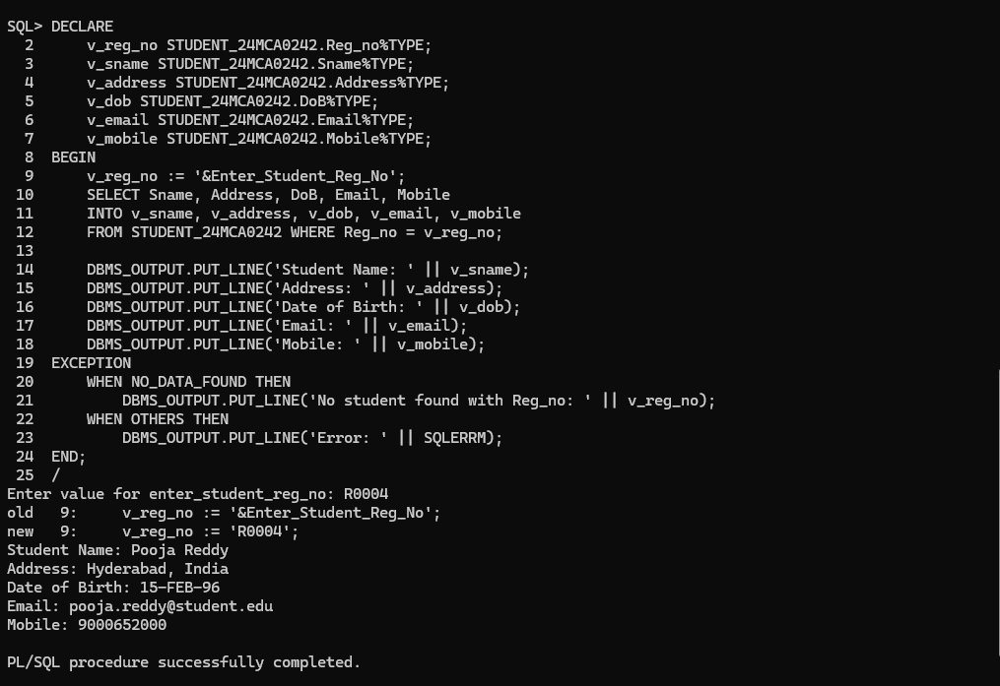 SQL> DECLARE
  2      v_reg_no STUDENT_24MCA0242.Reg_no%TYPE;
  3      v_sname STUDENT_24MCA0242.Sname%TYPE;
  4      v_address STUDENT_24MCA0242.Address%TYPE;
  5      v_dob STUDENT_24MCA0242.DoB%TYPE;
  6      v_email STUDENT_24MCA0242.Email%TYPE;
  7      v_mobile STUDENT_24MCA0242.Mobile%TYPE;
  8  BEGIN
  9      v_reg_no := '&Enter_Student_Reg_No';
 10      SELECT Sname, Address, DoB, Email, Mobile
 11      INTO v_sname, v_address, v_dob, v_email, v_mobile
 12      FROM STUDENT_24MCA0242 WHERE Reg_no = v_reg_no;
 13
 14      DBMS_OUTPUT.PUT_LINE('Student Name: ' || v_sname);
 15      DBMS_OUTPUT.PUT_LINE('Address: ' || v_address);
 16      DBMS_OUTPUT.PUT_LINE('Date of Birth: ' || v_dob);
 17      DBMS_OUTPUT.PUT_LINE('Email: ' || v_email);
 18      DBMS_OUTPUT.PUT_LINE('Mobile: ' || v_mobile);
 19  EXCEPTION
 20      WHEN NO_DATA_FOUND THEN
 21          DBMS_OUTPUT.PUT_LINE('No student found with Reg_no: ' || v_reg_no);
 22      WHEN OTHERS THEN
 23          DBMS_OUTPUT.PUT_LINE('Error: ' || SQLERRM);
 24  END;
 25  /
Enter value for enter_student_reg_no: R0004
old   9:     v_reg_no := '&Enter_Student_Reg_No';
new   9:     v_reg_no := 'R0004';
Student Name: Pooja Reddy
Address: Hyderabad, India
Date of Birth: 15-FEB-96
Email: pooja.reddy@student.edu
Mobile: 9000652000

PL/SQL procedure successfully completed.